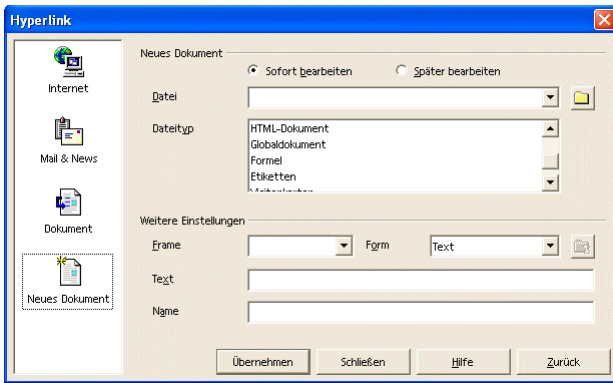 Hyperlink
Internet
Mail & News
Dokument
Neues Dokument
Neues Dokument
Sofort bearbeiten
Später bearbeiten
Datei
Dateityp
HTML-Dokument
Globaldokument
Formel
Etiketten
Weitere Einstellungen
Frame
Form
Text
Text
Name
Übernehmen
Schließen
Hilfe
Zurück